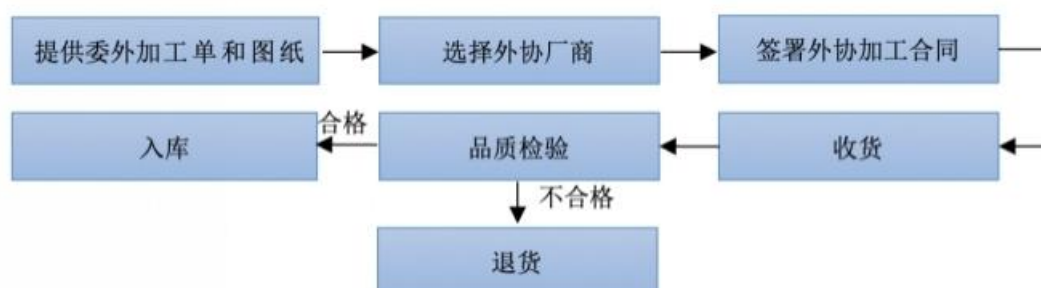 提供委外加工单和图纸
选择外协厂商
签署外协加工合同
入库
合格
品质检验
收货
不合格
退货